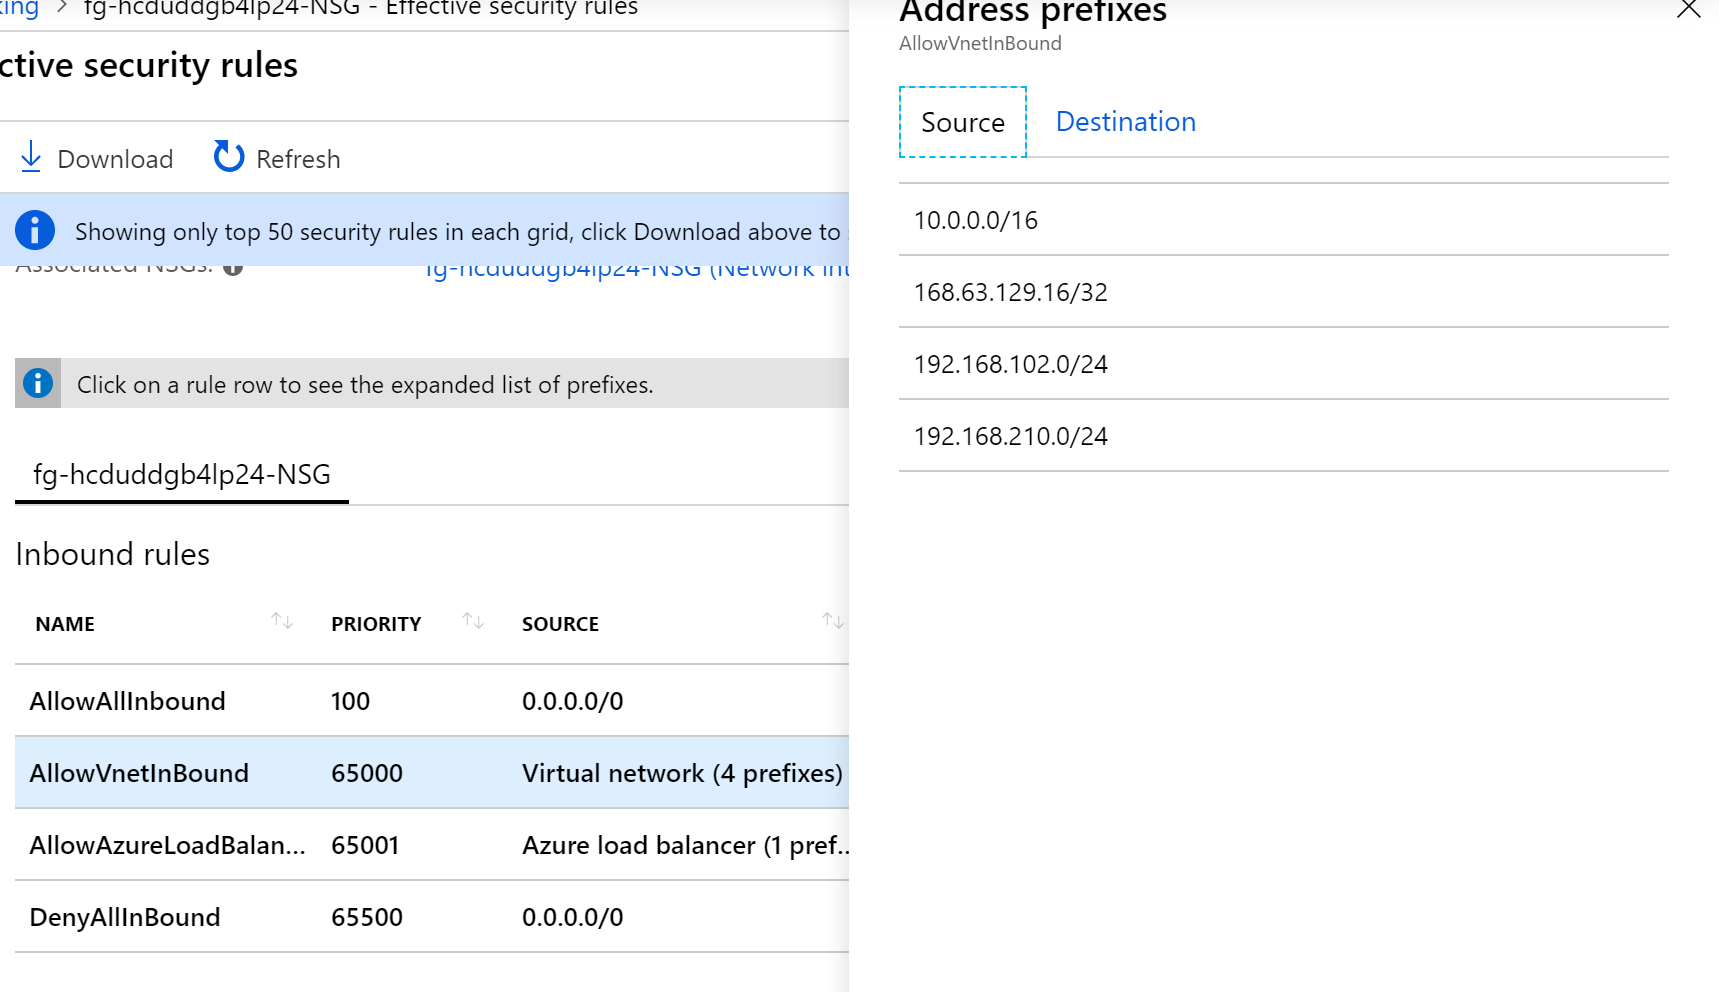 king > fg-hcduddgb4lp24-NSG - Effective security rules
ctive security rules
Download
Refresh
Showing only top 50 security rules in each grid, click Download above to
Associated NSGs:
fg-hcduddgb4lp24-NSG (Network Int
Click on a rule row to see the expanded list of prefixes.
fg-hcduddgb4lp24-NSG
Inbound rules
NAME PRIORITY SOURCE
AllowAllInbound 100 0.0.0.0/0
AllowVnetInBound 65000 Virtual network (4 prefixes)
AllowAzureLoadBalan... 65001 Azure load balancer (1 pref...
DenyAllInBound 65500 0.0.0.0/0
Address prefixes
AllowVnetInBound
Source Destination
10.0.0.0/16
168.63.129.16/32
192.168.102.0/24
192.168.210.0/24